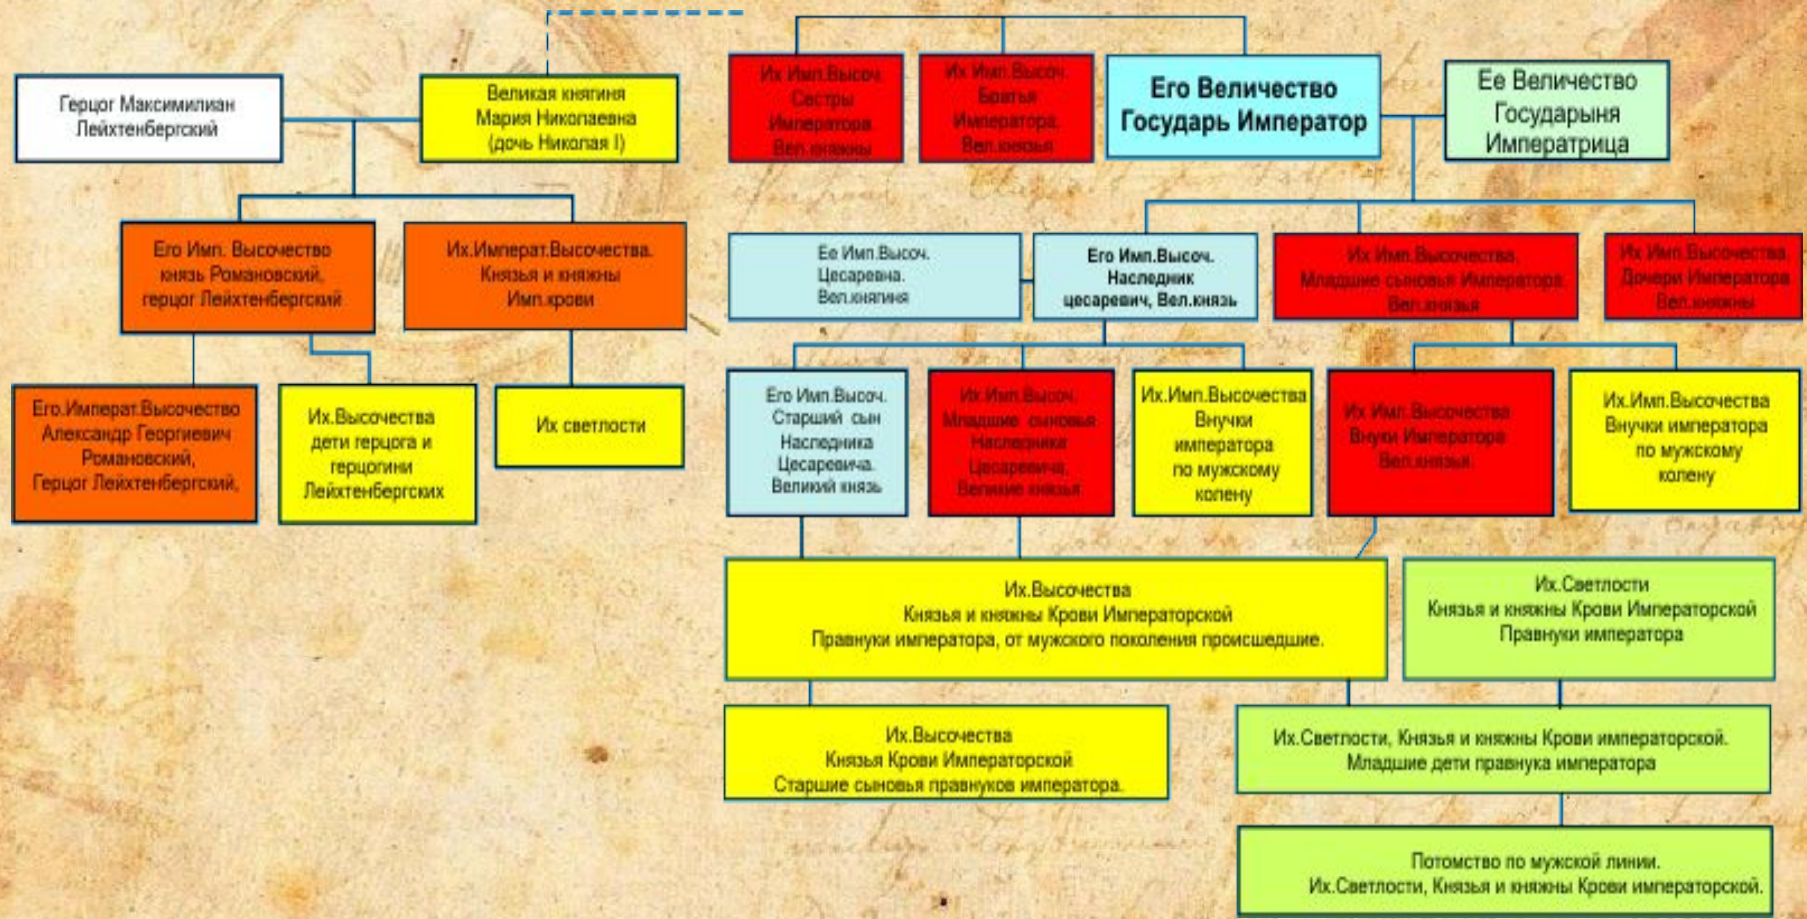 Герцог Максимилиан
Лейхтенбергский
Великая княгиня
Мария Николаевна
(дочь Николая I)
Их Имп.Высоч.
Сестры
Императора.
Вел.княжны
Их Имп.Высоч.
Братья
Императора.
Вел.князья
Его Величество
Государь Император
Ее Величество
Государыня
Императрица
Его Имп. Высочество
князь Романовский,
герцог Лейхтенбергский
Их.Императ.Высочества.
Князья и княжны
Имп.крови
Ее Имп.Высоч.
Цесаревна.
Вел.княгиня
Его Имп.Высоч.
Наследник
цесаревич, Вел.князь
Их Имп.Высочества.
Младшие сыновья Императора.
Вел.князья
Их Имп.Высочества.
Дочери Императора
Вел.княжны
Его.Императ.Высочество
Александр Георгиевич
Романовский,
Герцог Лейхтенбергский,
Их.Высочества
дети герцога и
герцогини
Лейхтенбергских
Их светлости
Его Имп.Высоч.
Старший сын
Наследника
Цесаревича.
Великий князь
Их.Имп.Высоч.
Младшие сыновья
Наследника
Цесаревича,
Великие князья
Их.Имп.Высочества
Внучки
императора
по мужскому
колену
Их Имп.Высочества
Внуки Императора
Вел.князья.
Их.Имп.Высочества
Внучки императора
по мужскому
колену
Их.Высочества
Князья и княжны Крови Императорской
Правнуки императора, от мужского поколения происшедшие.
Их.Светлости
Князья и княжны Крови Императорской
Правнуки императора
Их.Высочества
Князья Крови Императорской
Старшие сыновья правнуков императора.
Их.Светлости, Князья и княжны Крови императорской.
Младшие дети правнука императора
Потомство по мужской линии.
Их.Светлости, Князья и княжны Крови императорской.